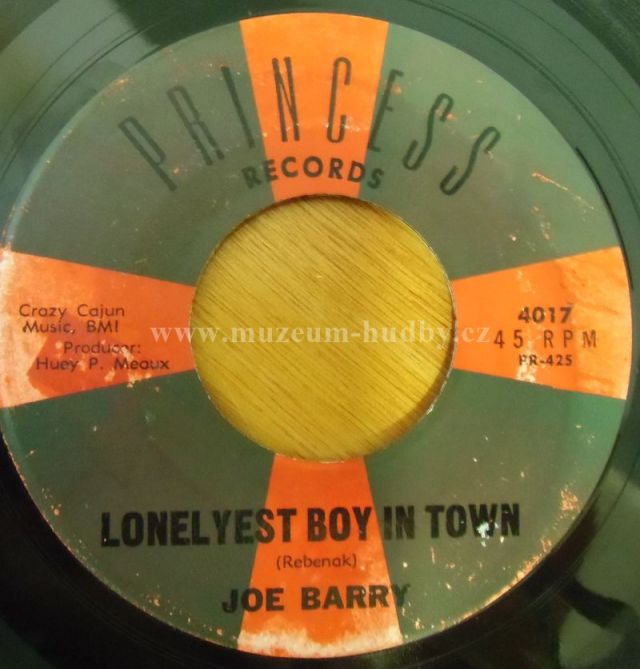 PRINCESS
RECORDS
Crazy Cajun
Music, BMI
Producer:
Huey P. Meaux
4017
45 RPM
PR-425
www.muzeum-hudby.cz
LONELYEST BOY IN TOWN
(Rebenak)
JOE BARRY